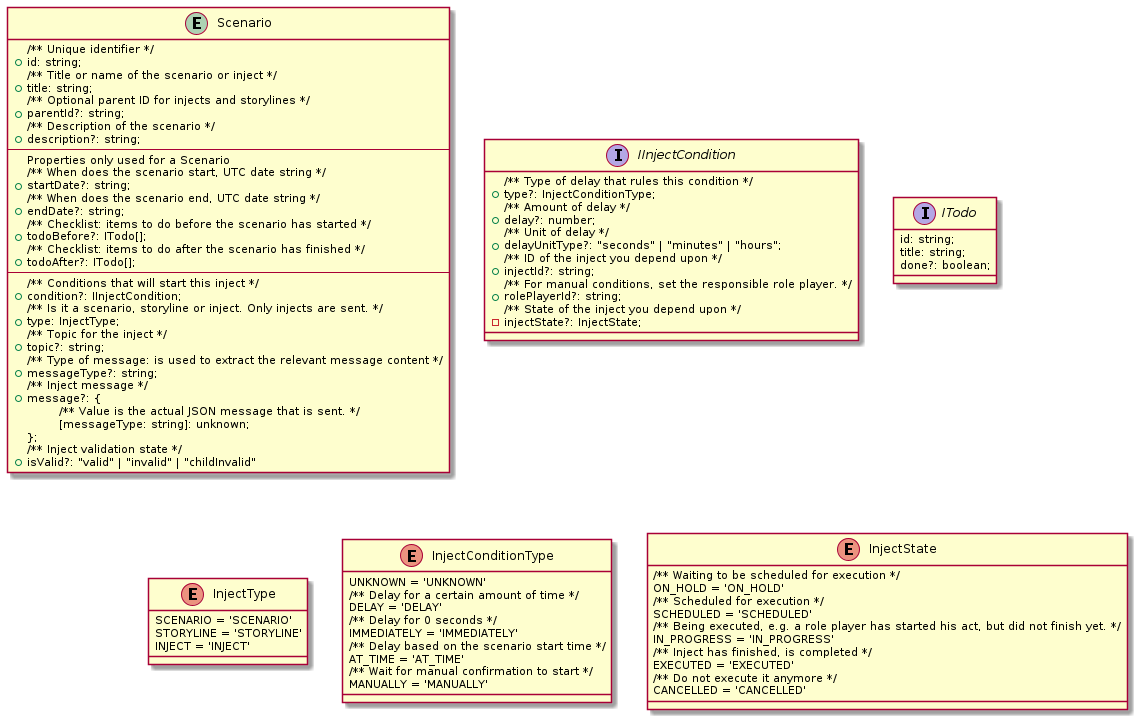 E Scenario
/** Unique identifier */
id: string;
/** Title or name of the scenario or inject */
title: string;
/** Optional parent ID for injects and storylines */
parentId?: string;
/** Description of the scenario */
description?: string;
Properties only used for a Scenario
/** When does the scenario start, UTC date string */
startDate?: string;
/** When does the scenario end, UTC date string */
endDate?: string;
/** Checklist: items to do before the scenario has started */
todoBefore?: ITodo[];
/** Checklist: items to do after the scenario has finished */
todoAfter?: ITodo[];
/** Conditions that will start this inject */
condition?: IInjectCondition;
/** Is it a scenario, storyline or inject. Only injects are sent. */
type: InjectType;
/** Topic for the inject */
topic?: string;
/** Type of message: is used to extract the relevant message content */
messageType?: string;
/** Inject message */
message?: {
/** Value is the actual JSON message that is sent. */
[messageType: string]: unknown;
};
/** Inject validation state */
isValid?: "valid" | "invalid" | "childInvalid"
I IInjectCondition
/** Type of delay that rules this condition */
type?: InjectConditionType;
/** Amount of delay */
delay?: number;
/** Unit of delay */
delayUnitType?: "seconds" | "minutes" | "hours";
/** ID of the inject you depend upon */
injectId?: string;
/** For manual conditions, set the responsible role player. */
rolePlayerId?: string;
/** State of the inject you depend upon */
injectState?: InjectState;
I ITodo
id: string;
title: string;
done?: boolean;
E InjectType
SCENARIO = 'SCENARIO'
STORYLINE = 'STORYLINE'
INJECT = 'INJECT'
E InjectConditionType
UNKNOWN = 'UNKNOWN'
/** Delay for a certain amount of time */
DELAY = 'DELAY'
/** Delay for 0 seconds */
IMMEDIATELY = 'IMMEDIATELY'
/** Delay based on the scenario start time */
AT_TIME = 'AT_TIME'
/** Wait for manual confirmation to start */
MANUALLY = 'MANUALLY'
E InjectState
/** Waiting to be scheduled for execution */
ON_HOLD = 'ON_HOLD'
/** Scheduled for execution */
SCHEDULED = 'SCHEDULED'
/** Being executed, e.g. a role player has started his act, but did not finish yet. */
IN_PROGRESS = 'IN_PROGRESS'
/** Inject has finished, is completed */
EXECUTED = 'EXECUTED'
/** Do not execute it anymore */
CANCELLED = 'CANCELLED'